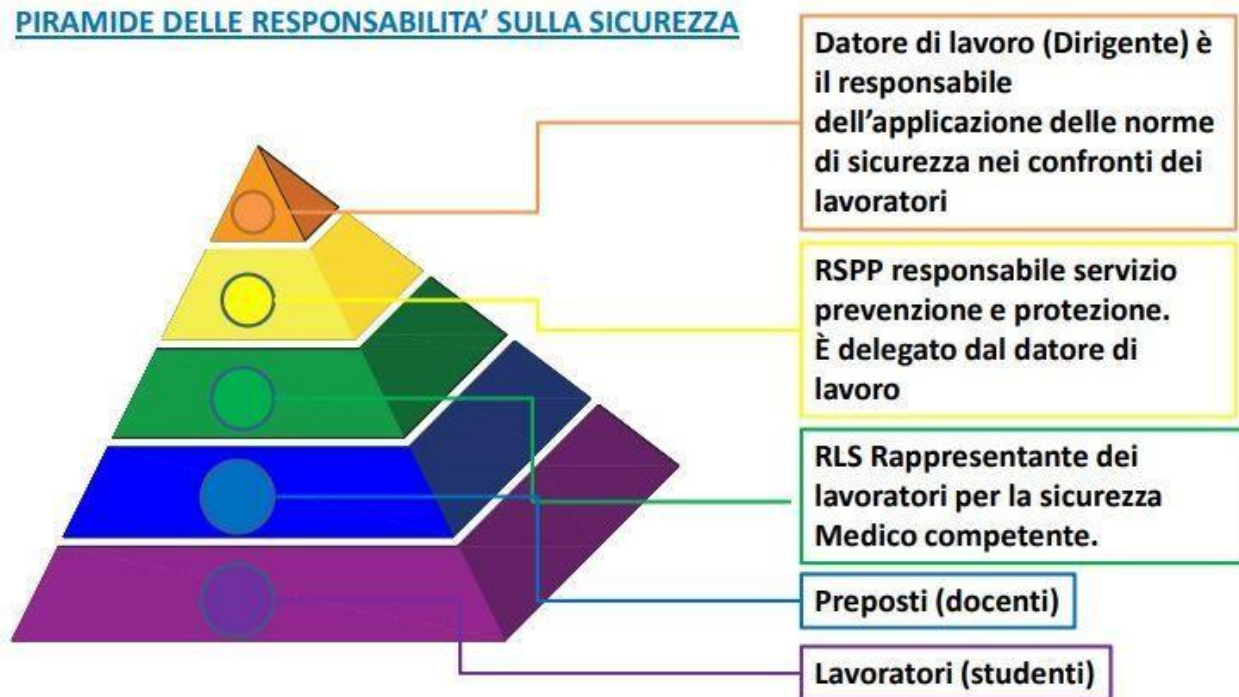 PIRAMIDE DELLE RESPONSABILITA’ SULLA SICUREZZA
Datore di lavoro (Dirigente) è
il responsabile
dell’applicazione delle norme
di sicurezza nei confronti dei
lavoratori
RSPP responsabile servizio
prevenzione e protezione.
È delegato dal datore di
lavoro
RLS Rappresentante dei
lavoratori per la sicurezza
Medico competente.
Preposti (docenti)
Lavoratori (studenti)